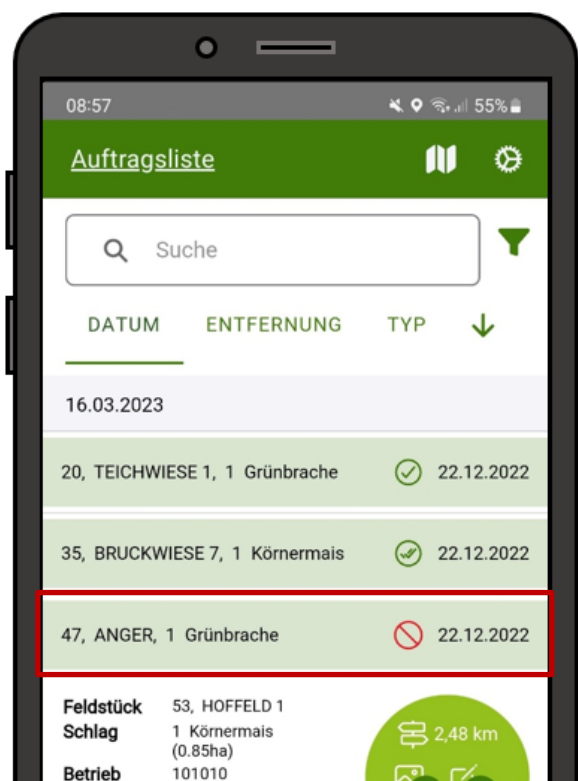 08:57 55%
Auftragsliste
Suche
DATUM ENTFERNUNG TYP
16.03.2023
20, TEICHWIESE 1, 1 Grünbrache 22.12.2022
35, BRUCKWIESE 7, 1 Körnermais 22.12.2022
47, ANGER, 1 Grünbrache 22.12.2022
Feldstück 53, HOFFELD 1
Schlag 1 Körnermais
(0.85ha)
2,48 km
Betrieb 101010